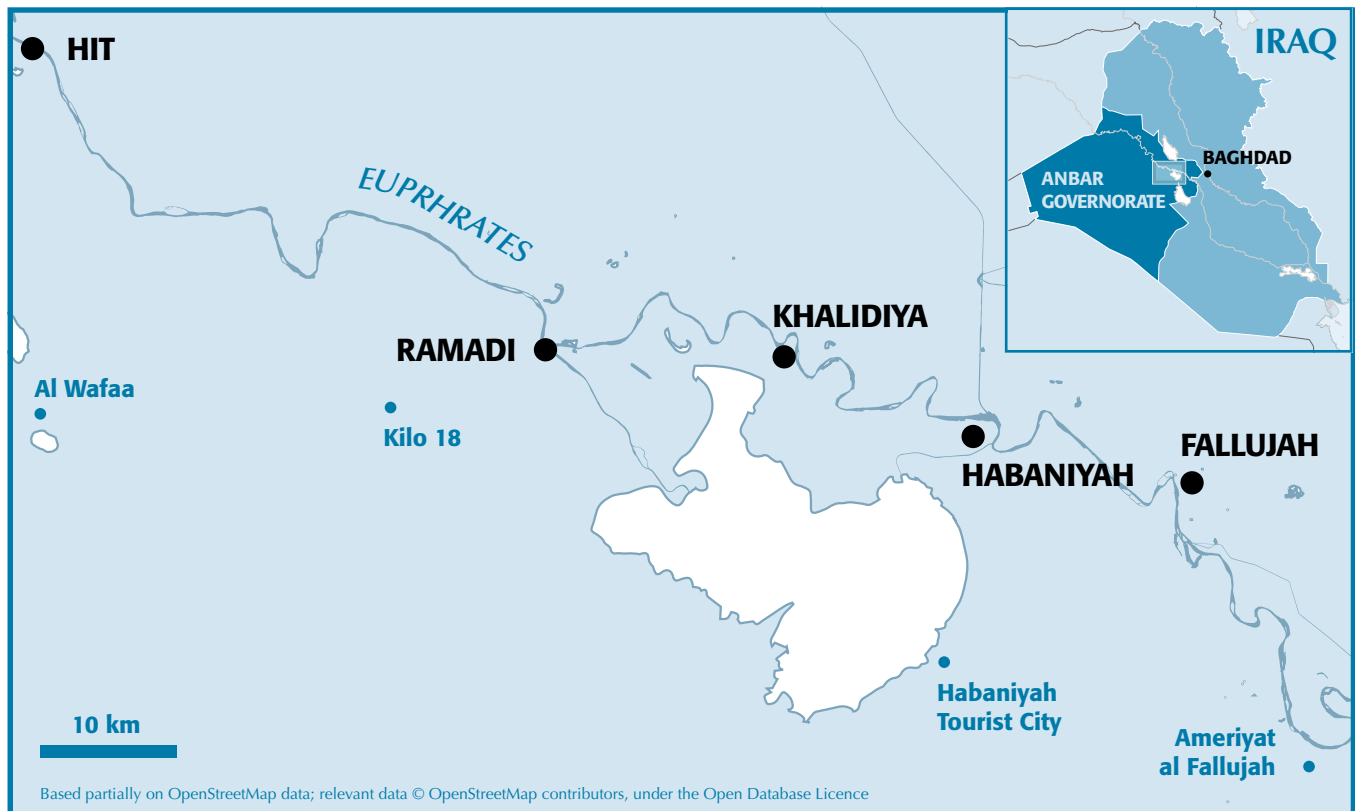 HIT
IRAQ
BAGHDAD
ANBAR
GOVERNORATE
EUPRHRATES
KHALIDIYA
RAMADI
Al Wafaa
Kilo 18
FALLUJAH
HABANIYAH
Habaniyah
Tourist City
10 km
Ameriyat
al Fallujah
Based partially on OpenStreetMap data; relevant data © OpenStreetMap contributors, under the Open Database Licence